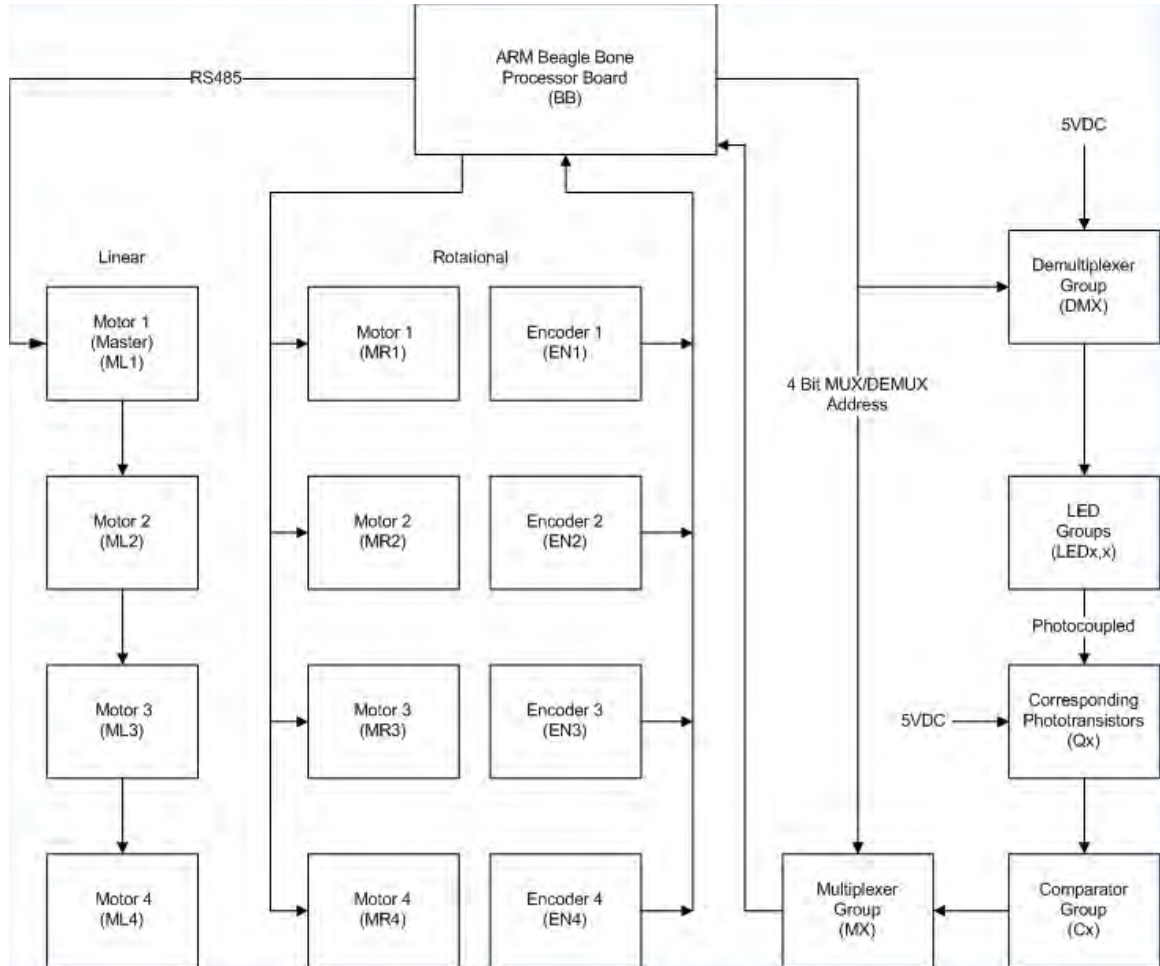 ARM Beagle Bone
Processor Board
(BB)
RS485
5VDC
Linear
Rotational
Demultiplexer
Group
(DMX)
Motor 1
(Master)
(ML1)
Motor 1
(MR1)
Encoder 1
(EN1)
4 Bit MUX/DEMUX
Address
Motor 2
(ML2)
Motor 2
(MR2)
Encoder 2
(EN2)
LED
Groups
(LEDx,x)
Photocoupled
Motor 3
(ML3)
Motor 3
(MR3)
Encoder 3
(EN3)
5VDC
Corresponding
Phototransistors
(Qx)
Motor 4
(ML4)
Motor 4
(MR4)
Encoder 4
(EN4)
Multiplexer
Group
(MX)
Comparator
Group
(Cx)